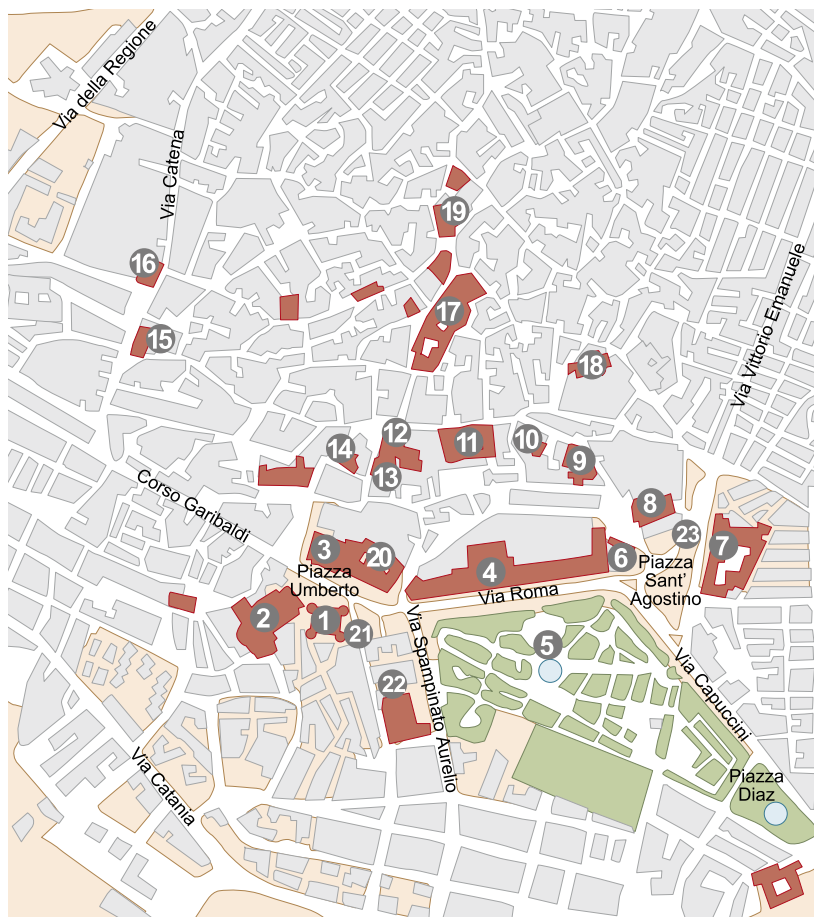 Via della Regione
Via Catena
19
16
17
15
18
Via Vittorio Emanuele
12
11
10
14
9
13
Corso Garibaldi
8
3
20
23
7
6
Piazza
Umberto
4
Piazza
Sant'
Agostino
Via Roma
2
1
21
5
22
Via Spampinato Aurelio
Via Capuccini
Via Catania
Piazza
Diaz